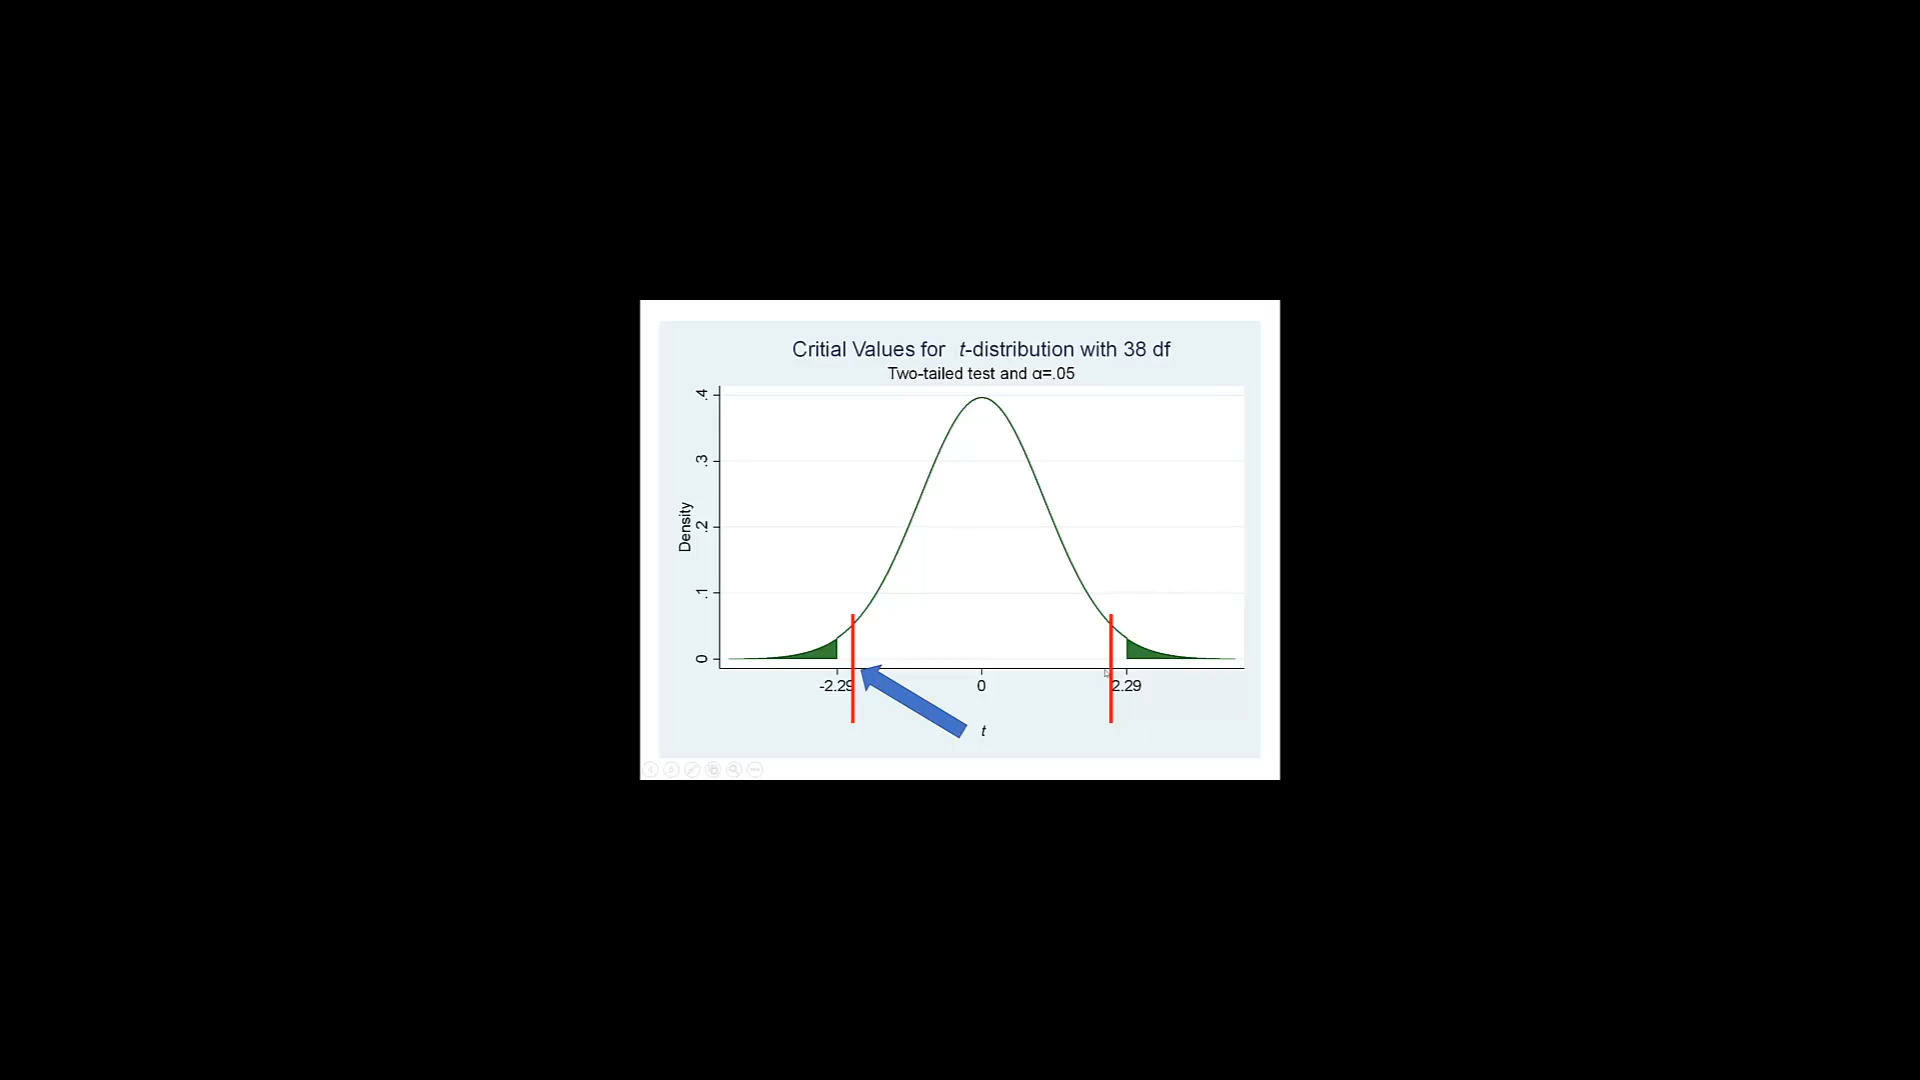 Critial Values for t-distribution with 38 df
Two-tailed test and α=.05
Density
.4
.3
.2
.1
0
-2.29 0 2.29
t